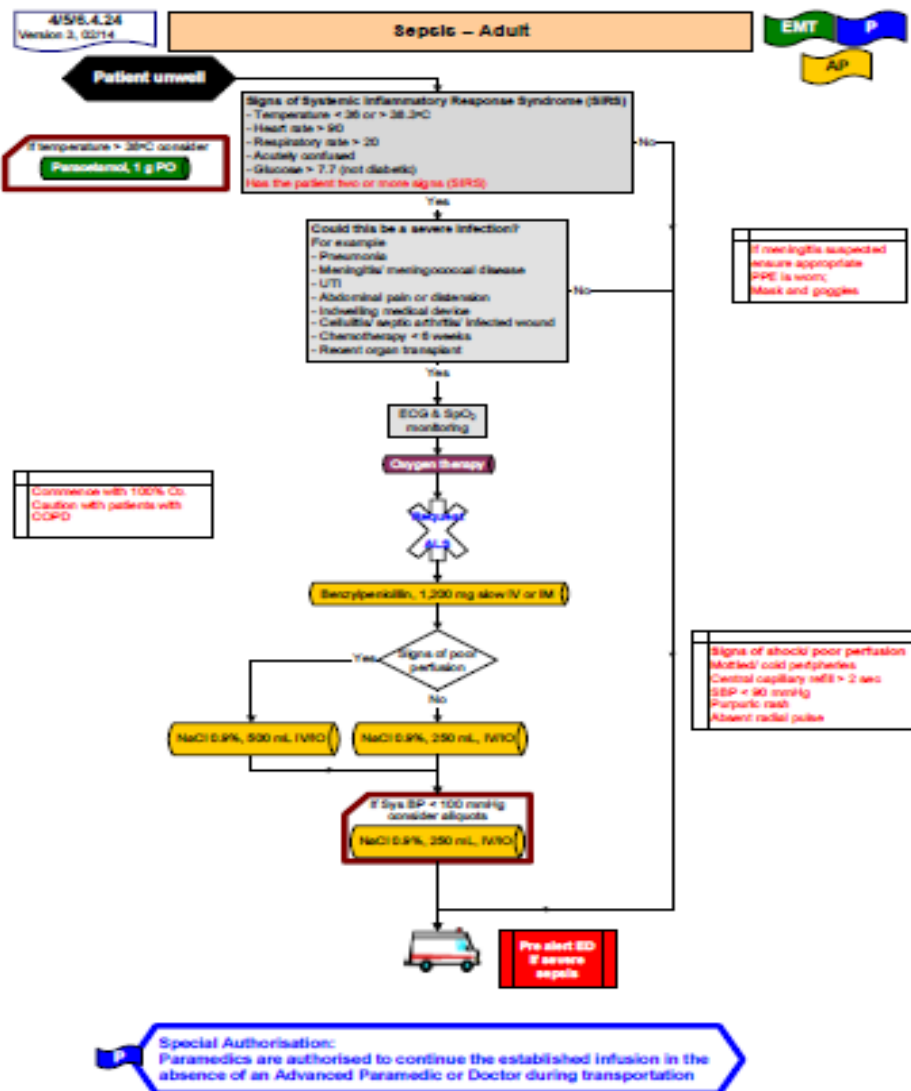 4/5/6.4.24
Version 2, 02/14
Sepsis – Adult
EMT
P
AP
Patient unwell
Signs of Systemic Inflammatory Response Syndrome (SIRS)
- Temperature < 36 or > 38.3°C
- Heart rate > 90
- Respiratory rate > 20
- Acutely confused
- Glucose > 7.7 (not diabetic)
Has the patient two or more signs (SIRS)
No
If temperature > 38°C consider
Paracetamol, 1 g PO
Yes
Could this be a severe infection?
For example
- Pneumonia
- Meningitis/ meningococcal disease
- UTI
- Abdominal pain or distension
- Indwelling medical device
- Cellulitis/ septic arthritis/ infected wound
- Chemotherapy < 6 weeks
- Recent organ transplant
No
If meningitis suspected
ensure appropriate
PPE is worn;
Mask and goggles
Yes
ECG & SpO₂
monitoring
Oxygen therapy
Commence with 100% O₂.
Caution with patients with
COPD
Request
ALS
Benzylpenicillin, 1,200 mg slow IV or IM
Signs of poor
perfusion
Yes
No
Signs of shock/ poor perfusion
Mottled/ cold peripheries
Central capillary refill > 2 sec
SBP < 90 mmHg
Purpuric rash
Absent radial pulse
NaCl 0.9%, 500 mL IV/IO
NaCl 0.9%, 250 mL, IV/IO
If Sys BP < 100 mmHg
consider aliquots
NaCl 0.9%, 250 mL, IV/IO
Pre alert ED
if severe
sepsis
P
Special Authorisation:
Paramedics are authorised to continue the established infusion in the
absence of an Advanced Paramedic or Doctor during transportation